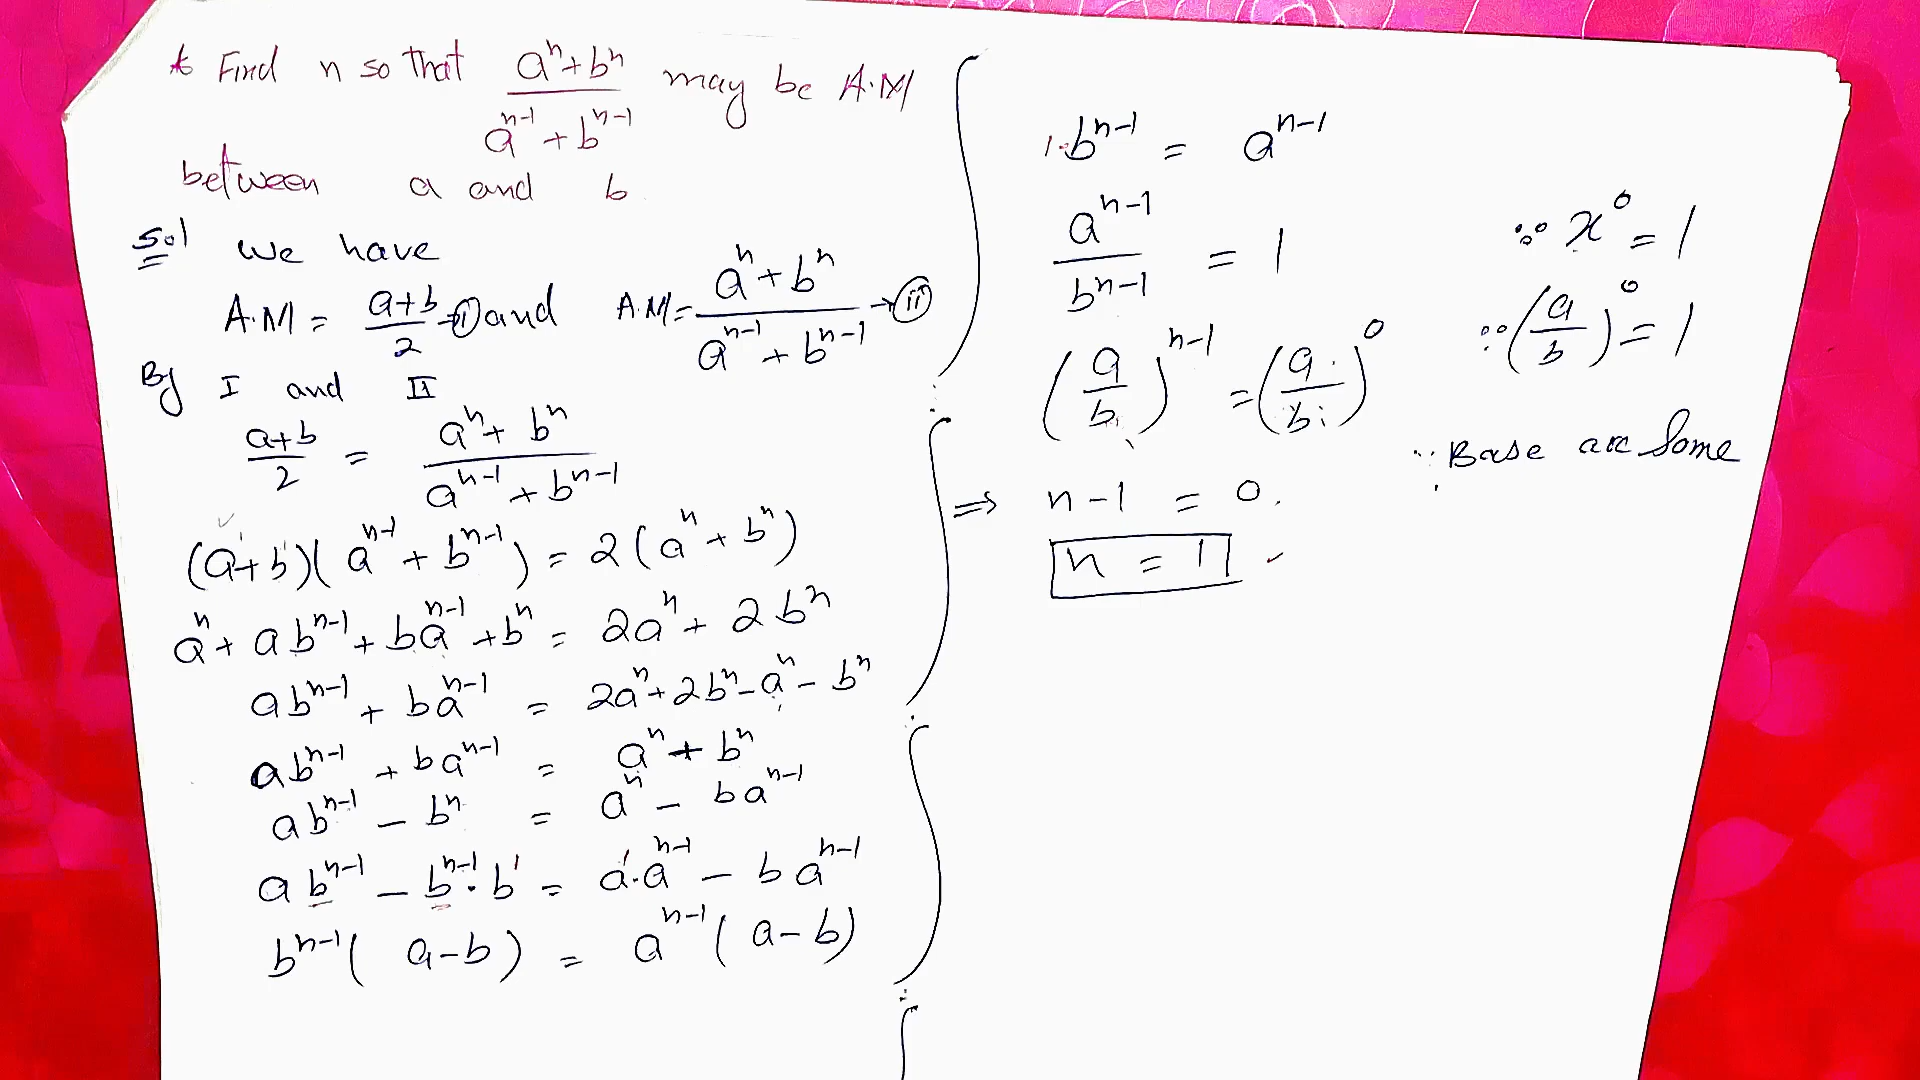 * Find n so that (a^n + b^n)/(a^(n-1) + b^(n-1)) may be A.M
between a and b
Sol we have
A.M = (a+b)/2 → (i) and A.M = (a^n + b^n)/(a^(n-1) + b^(n-1)) → (ii)
By I and II
(a+b)/2 = (a^n + b^n)/(a^(n-1) + b^(n-1))
(a+b)(a^(n-1) + b^(n-1)) = 2(a^n + b^n)
a^n + ab^(n-1) + ba^(n-1) + b^n = 2a^n + 2b^n
ab^(n-1) + ba^(n-1) = 2a^n + 2b^n - a^n - b^n
ab^(n-1) + ba^(n-1) = a^n + b^n
ab^(n-1) - b^n = a^n - ba^(n-1)
ab^(n-1) - b^(n-1)·b^1 = a^1·a^(n-1) - ba^(n-1)
b^(n-1)(a-b) = a^(n-1)(a-b)
1·b^(n-1) = a^(n-1)
a^(n-1)/b^(n-1) = 1 ∵ x^0 = 1
(a/b)^(n-1) = (a/b)^0 ∵ (a/b)^0 = 1
∵ Base are Same
⇒ n-1 = 0.
n = 1